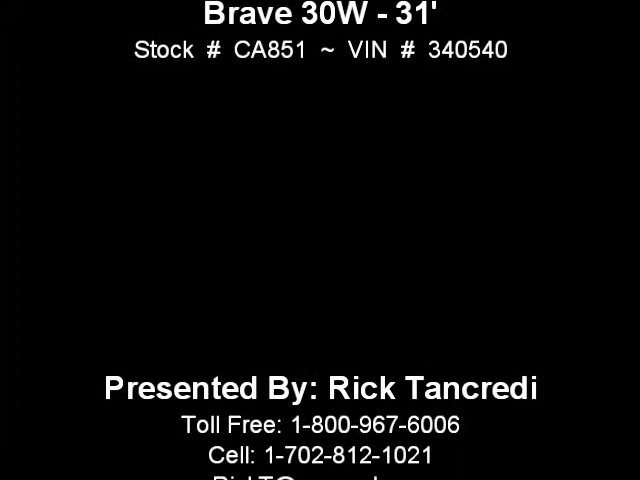 Brave 30W - 31'
Stock # CA851 ~ VIN # 340540
Presented By: Rick Tancredi
Toll Free: 1-800-967-6006
Cell: 1-702-812-1021